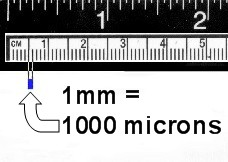 1 2
CM 1 2 3 4 5
1mm =
1000 microns